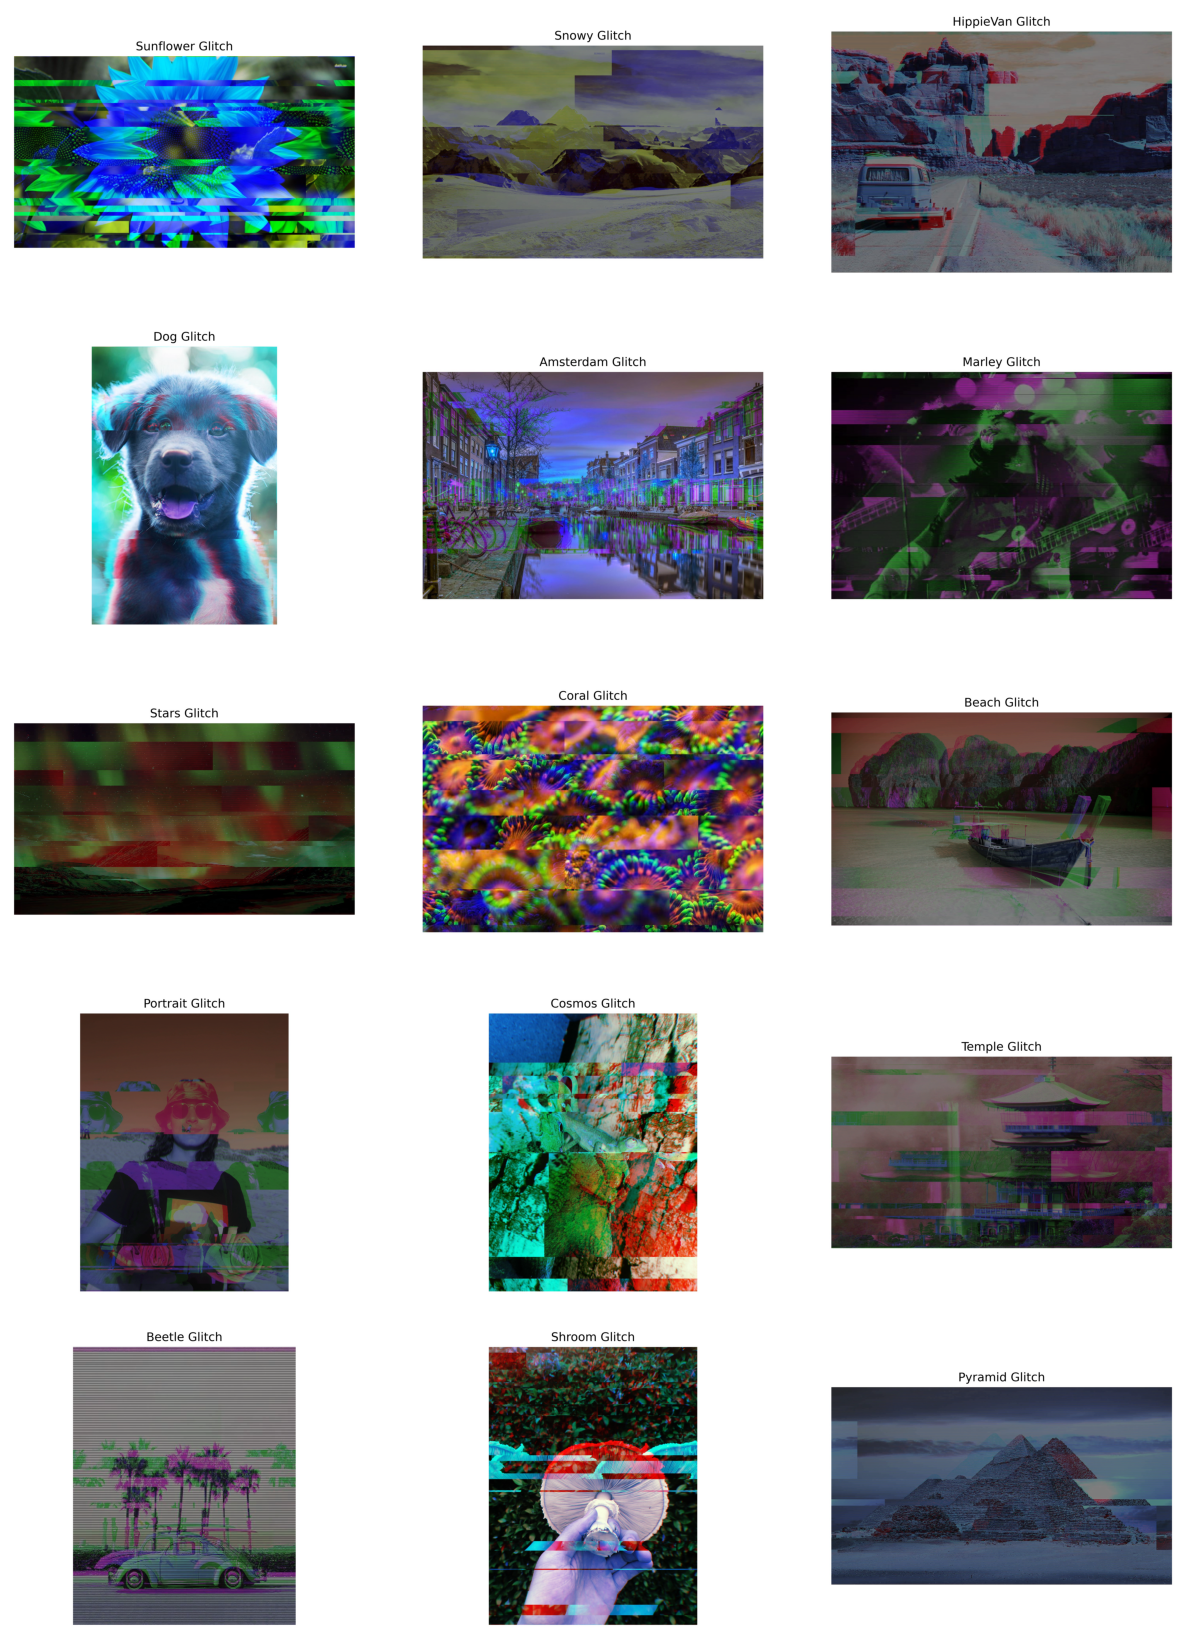 Sunflower Glitch
Snowy Glitch
HippieVan Glitch
Dog Glitch
Amsterdam Glitch
Marley Glitch
Stars Glitch
Coral Glitch
Beach Glitch
Portrait Glitch
Cosmos Glitch
Temple Glitch
Beetle Glitch
Shroom Glitch
Pyramid Glitch